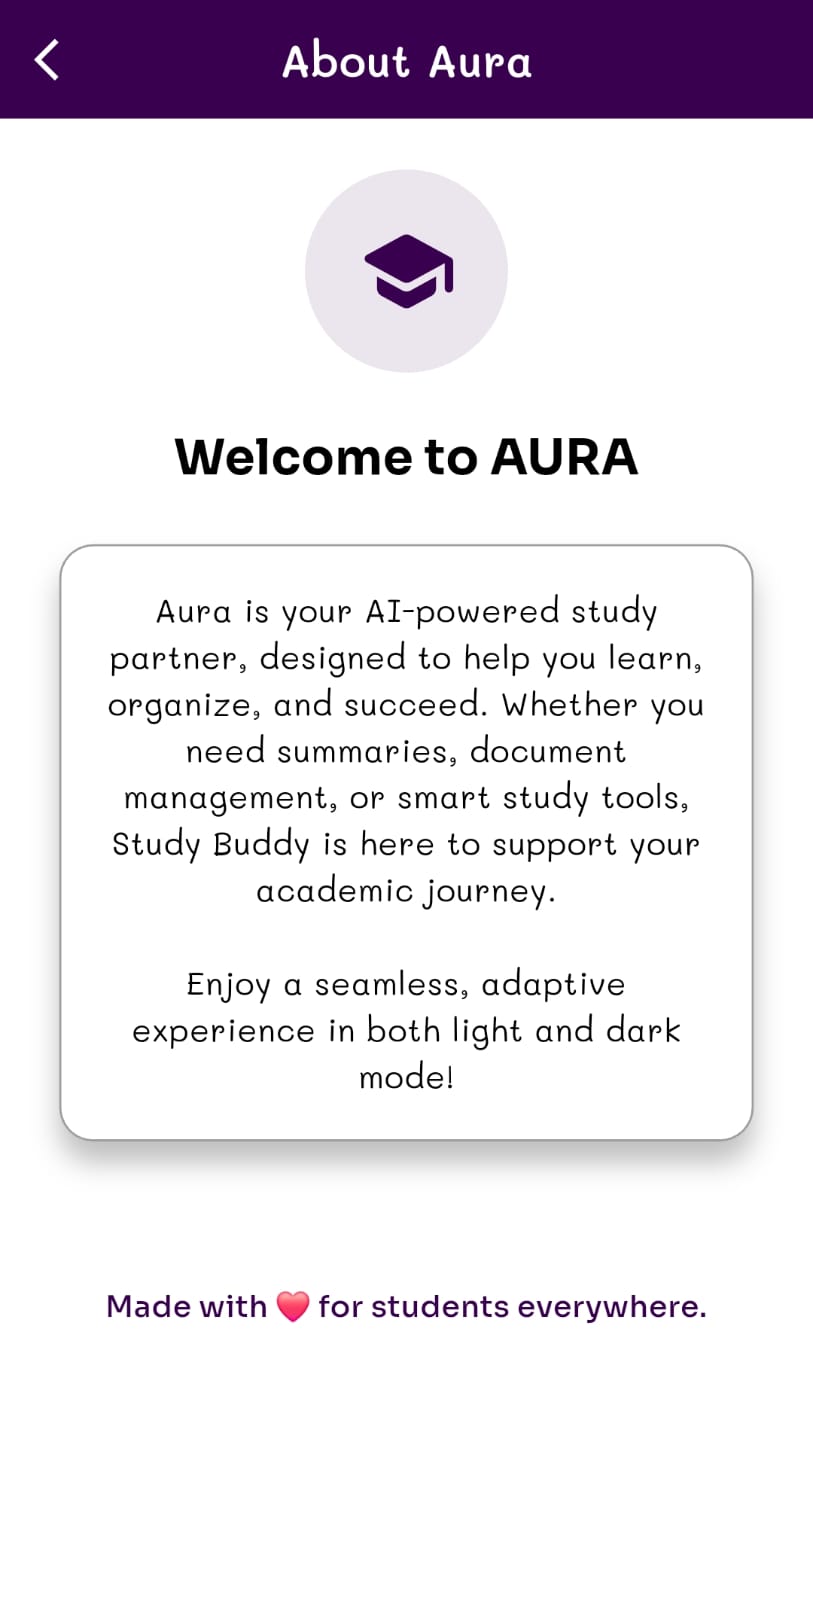 About Aura
Welcome to AURA
Aura is your AI-powered study
partner, designed to help you learn,
organize, and succeed. Whether you
need summaries, document
management, or smart study tools,
Study Buddy is here to support your
academic journey.
Enjoy a seamless, adaptive
experience in both light and dark
mode!
Made with ❤️ for students everywhere.